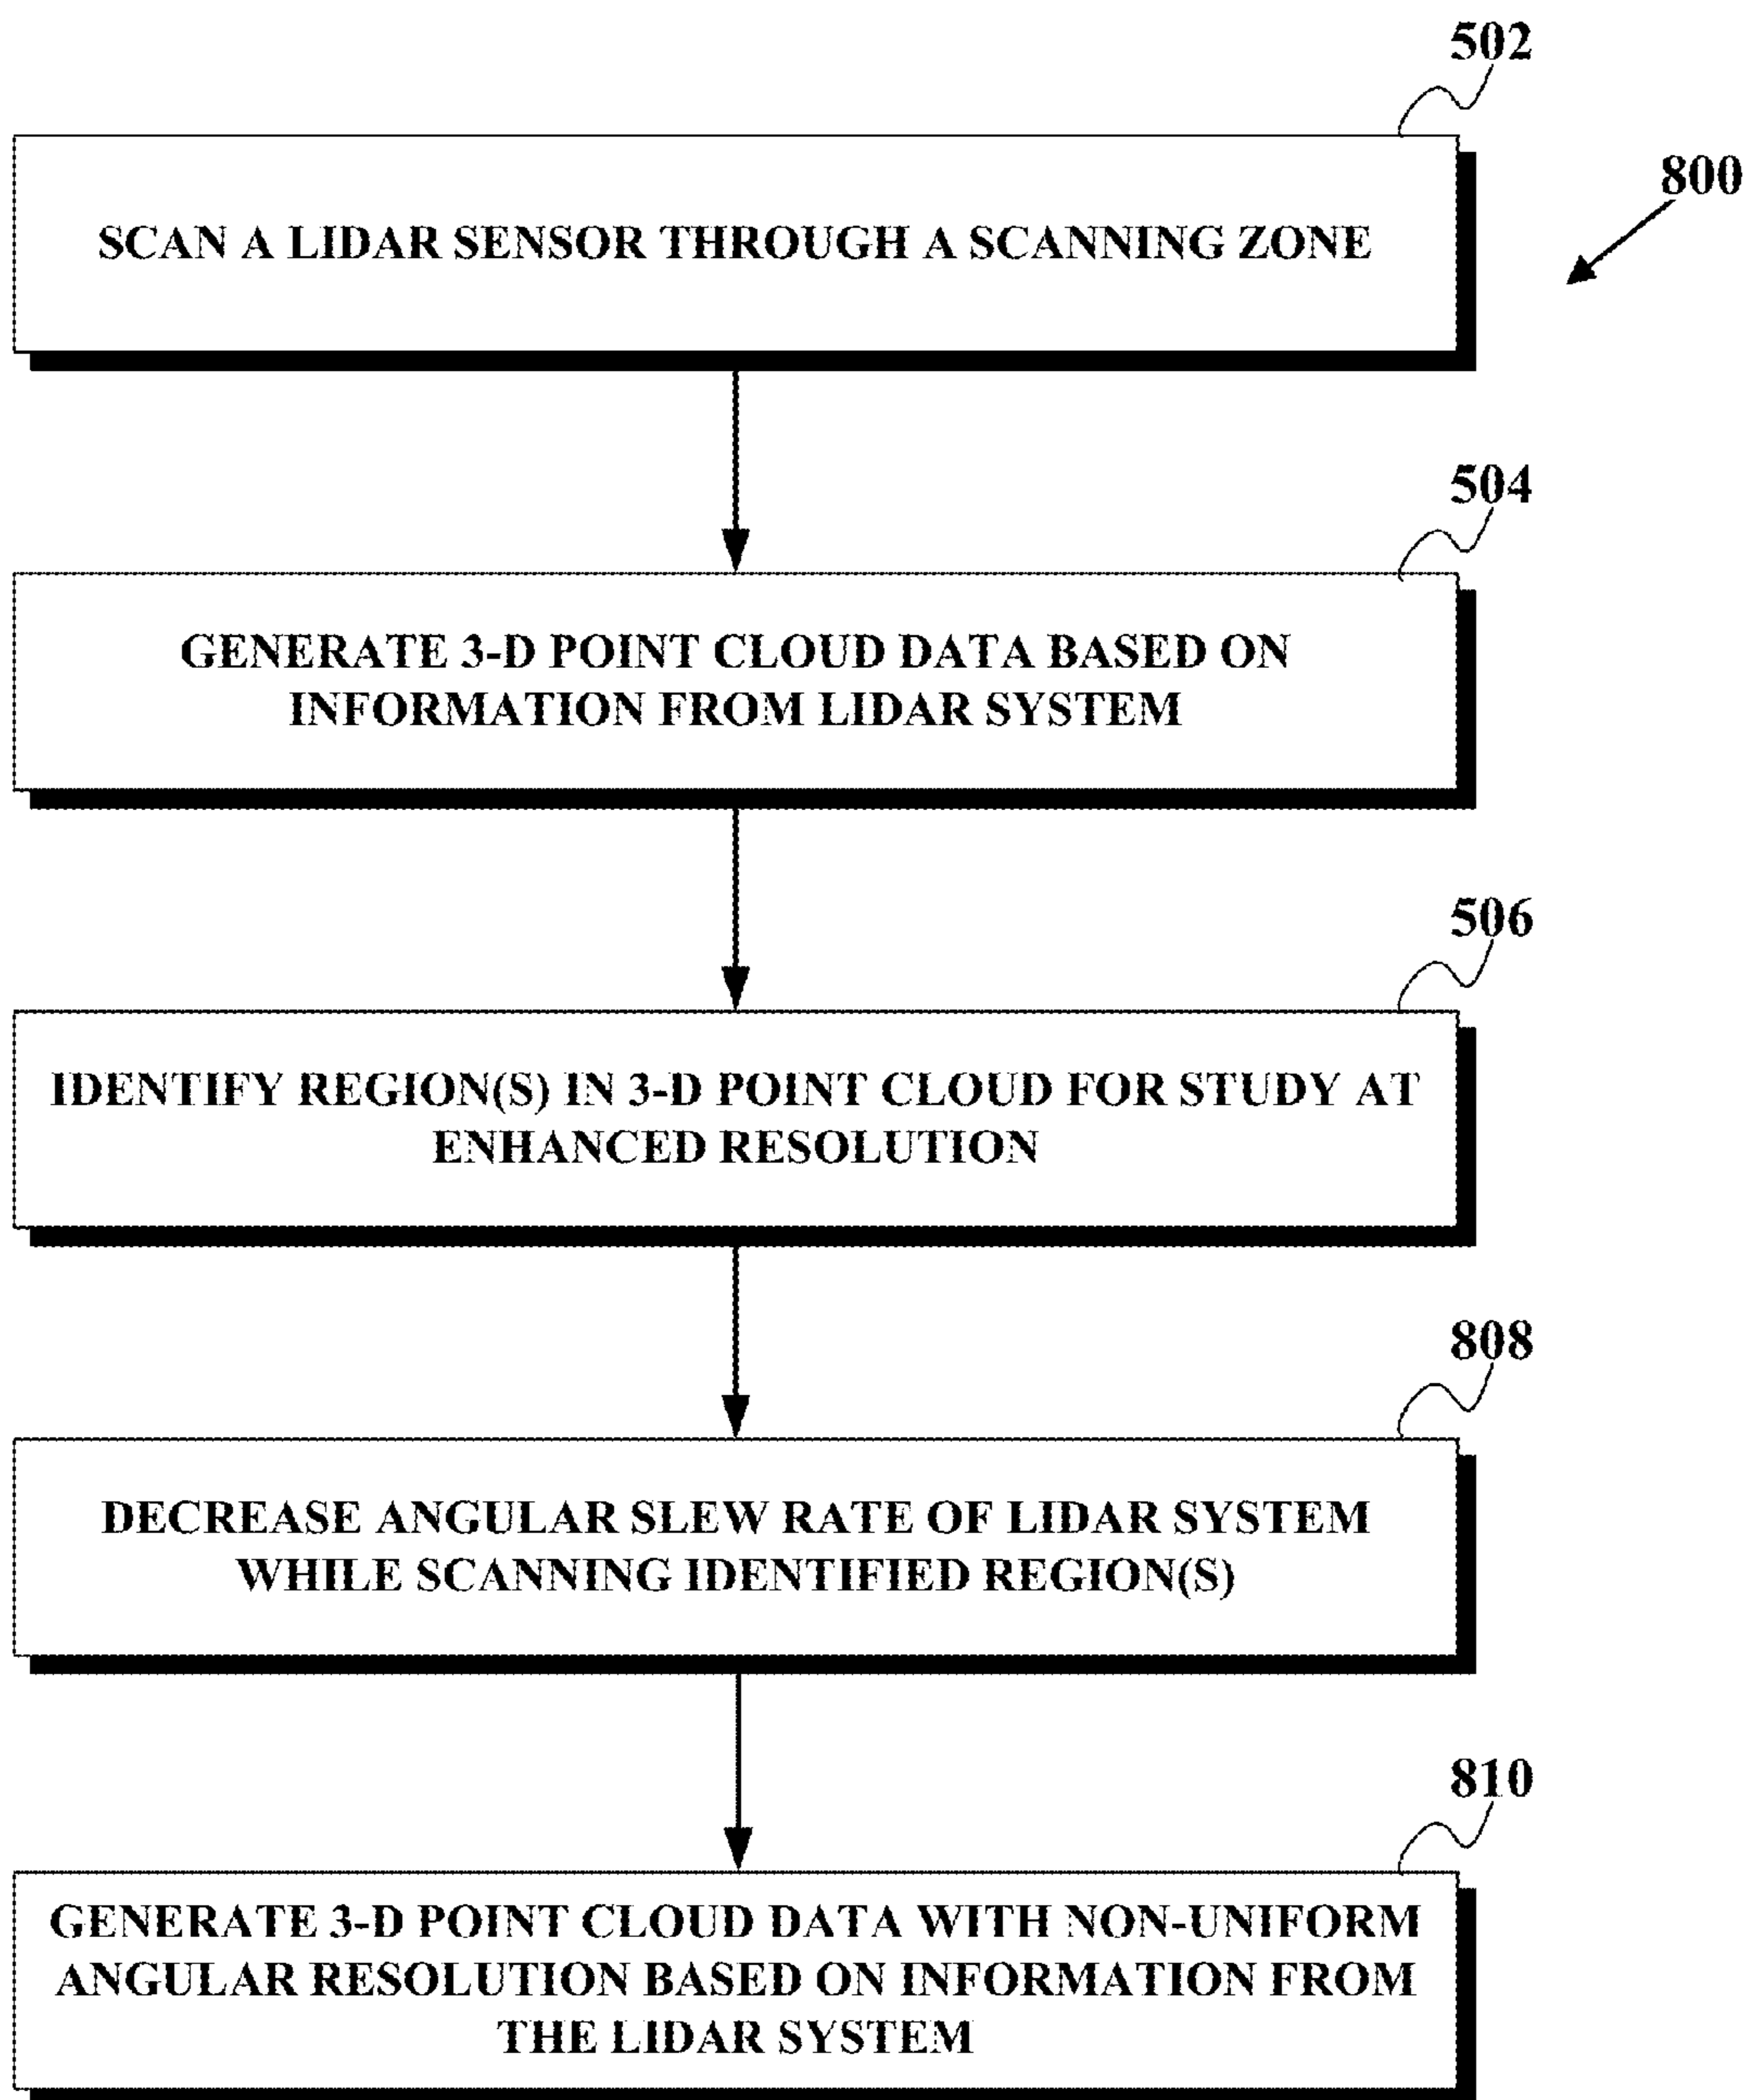 502
800
SCAN A LIDAR SENSOR THROUGH A SCANNING ZONE
504
GENERATE 3-D POINT CLOUD DATA BASED ON
INFORMATION FROM LIDAR SYSTEM
506
IDENTIFY REGION(S) IN 3-D POINT CLOUD FOR STUDY AT
ENHANCED RESOLUTION
808
DECREASE ANGULAR SLEW RATE OF LIDAR SYSTEM
WHILE SCANNING IDENTIFIED REGION(S)
810
GENERATE 3-D POINT CLOUD DATA WITH NON-UNIFORM
ANGULAR RESOLUTION BASED ON INFORMATION FROM
THE LIDAR SYSTEM